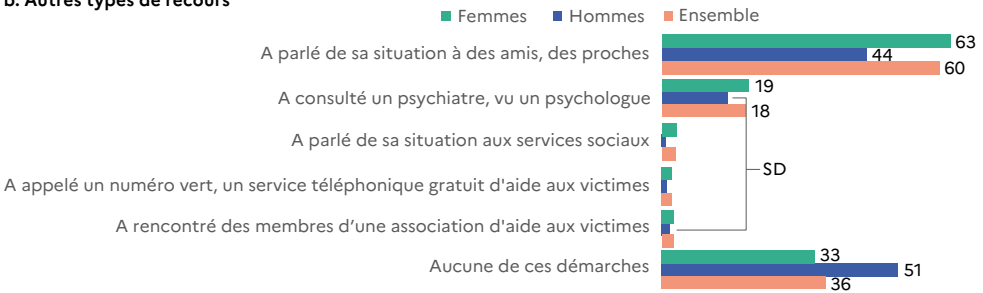 b. Autres types de recours
Femmes Hommes Ensemble
A parlé de sa situation à des amis, des proches
63
44
60
A consulté un psychiatre, vu un psychologue
19
18
A parlé de sa situation aux services sociaux
SD
A appelé un numéro vert, un service téléphonique gratuit d'aide aux victimes
A rencontré des membres d’une association d'aide aux victimes
Aucune de ces démarches
33
51
36